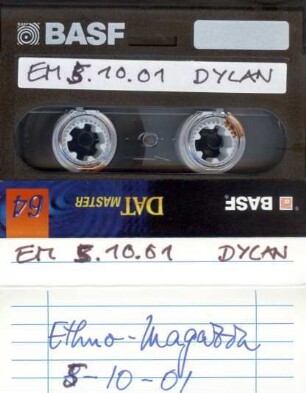 BASF
EM 5.10.01 DYLAN
64
DAT MASTER
BASF
EM 5.10.01 DYLAN
Ethno-Magazin
5-10-01